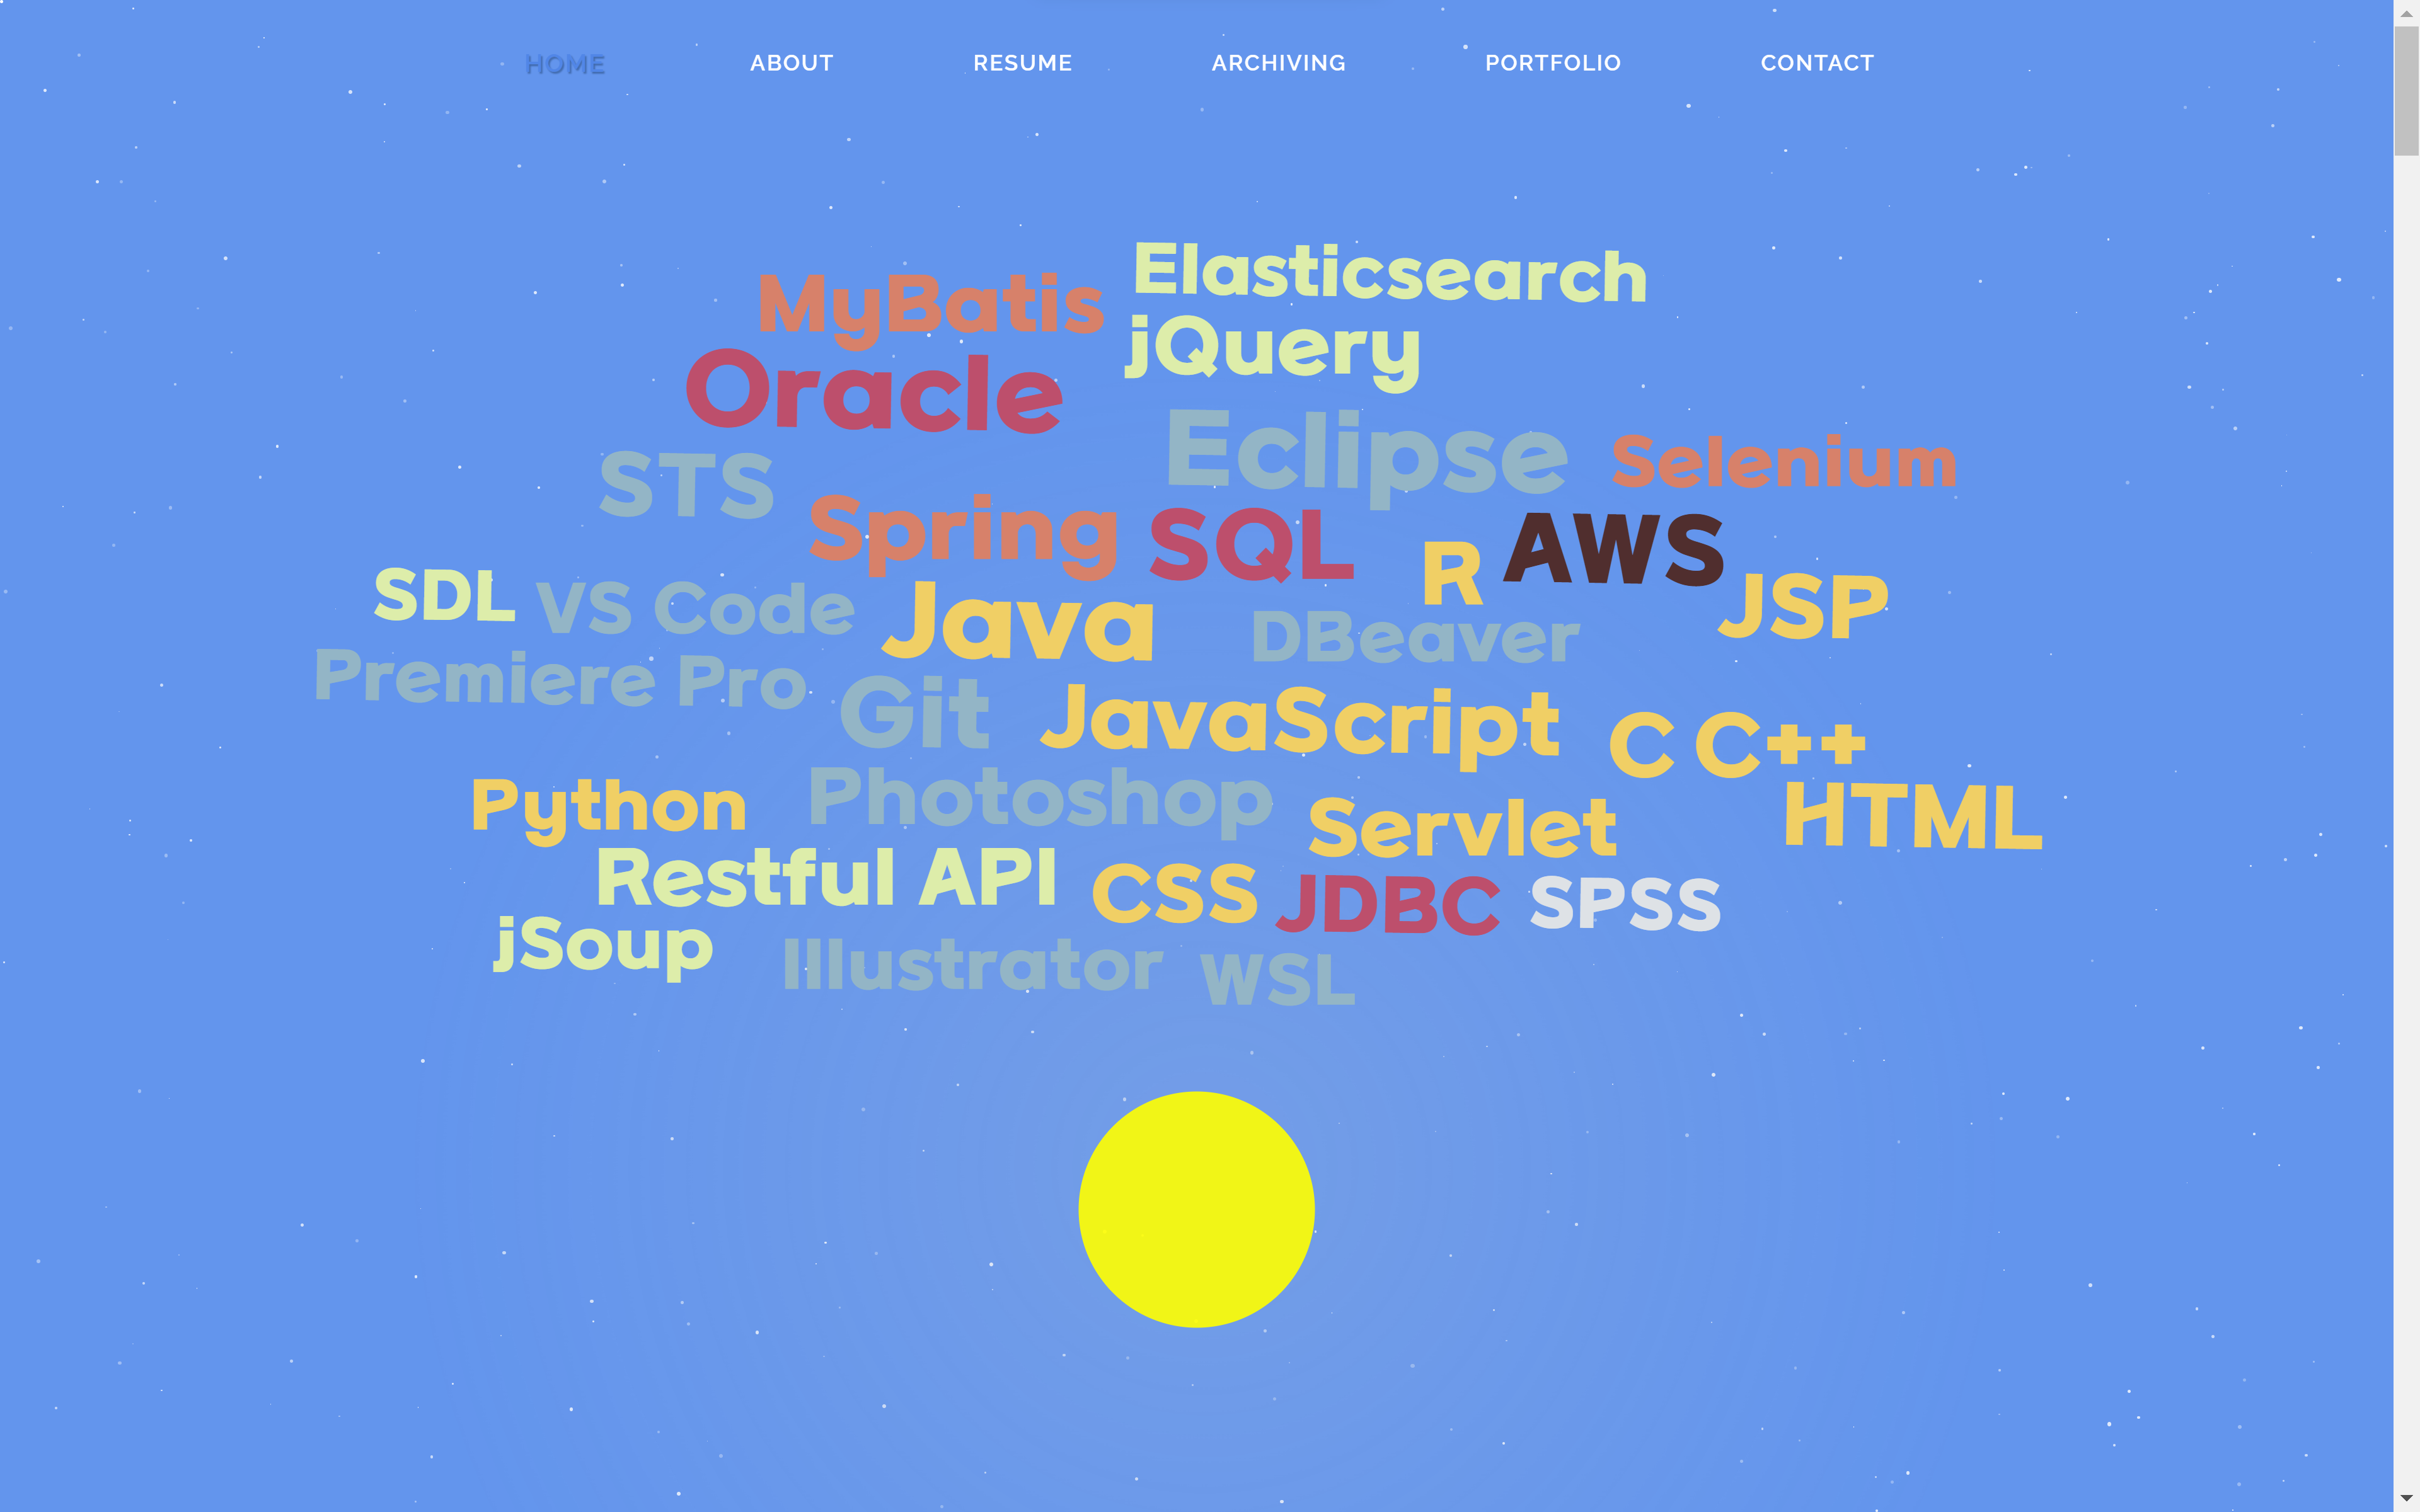 HOME ABOUT RESUME ARCHIVING PORTFOLIO CONTACT
Elasticsearch
MyBatis
jQuery
Oracle
Eclipse Selenium
STS
Spring SQL R AWS
SDL VS Code Java DBeaver JSP
Premiere Pro
Git JavaScript C C++
Python Photoshop Servlet HTML
Restful API CSS JDBC SPSS
jSoup Illustrator WSL